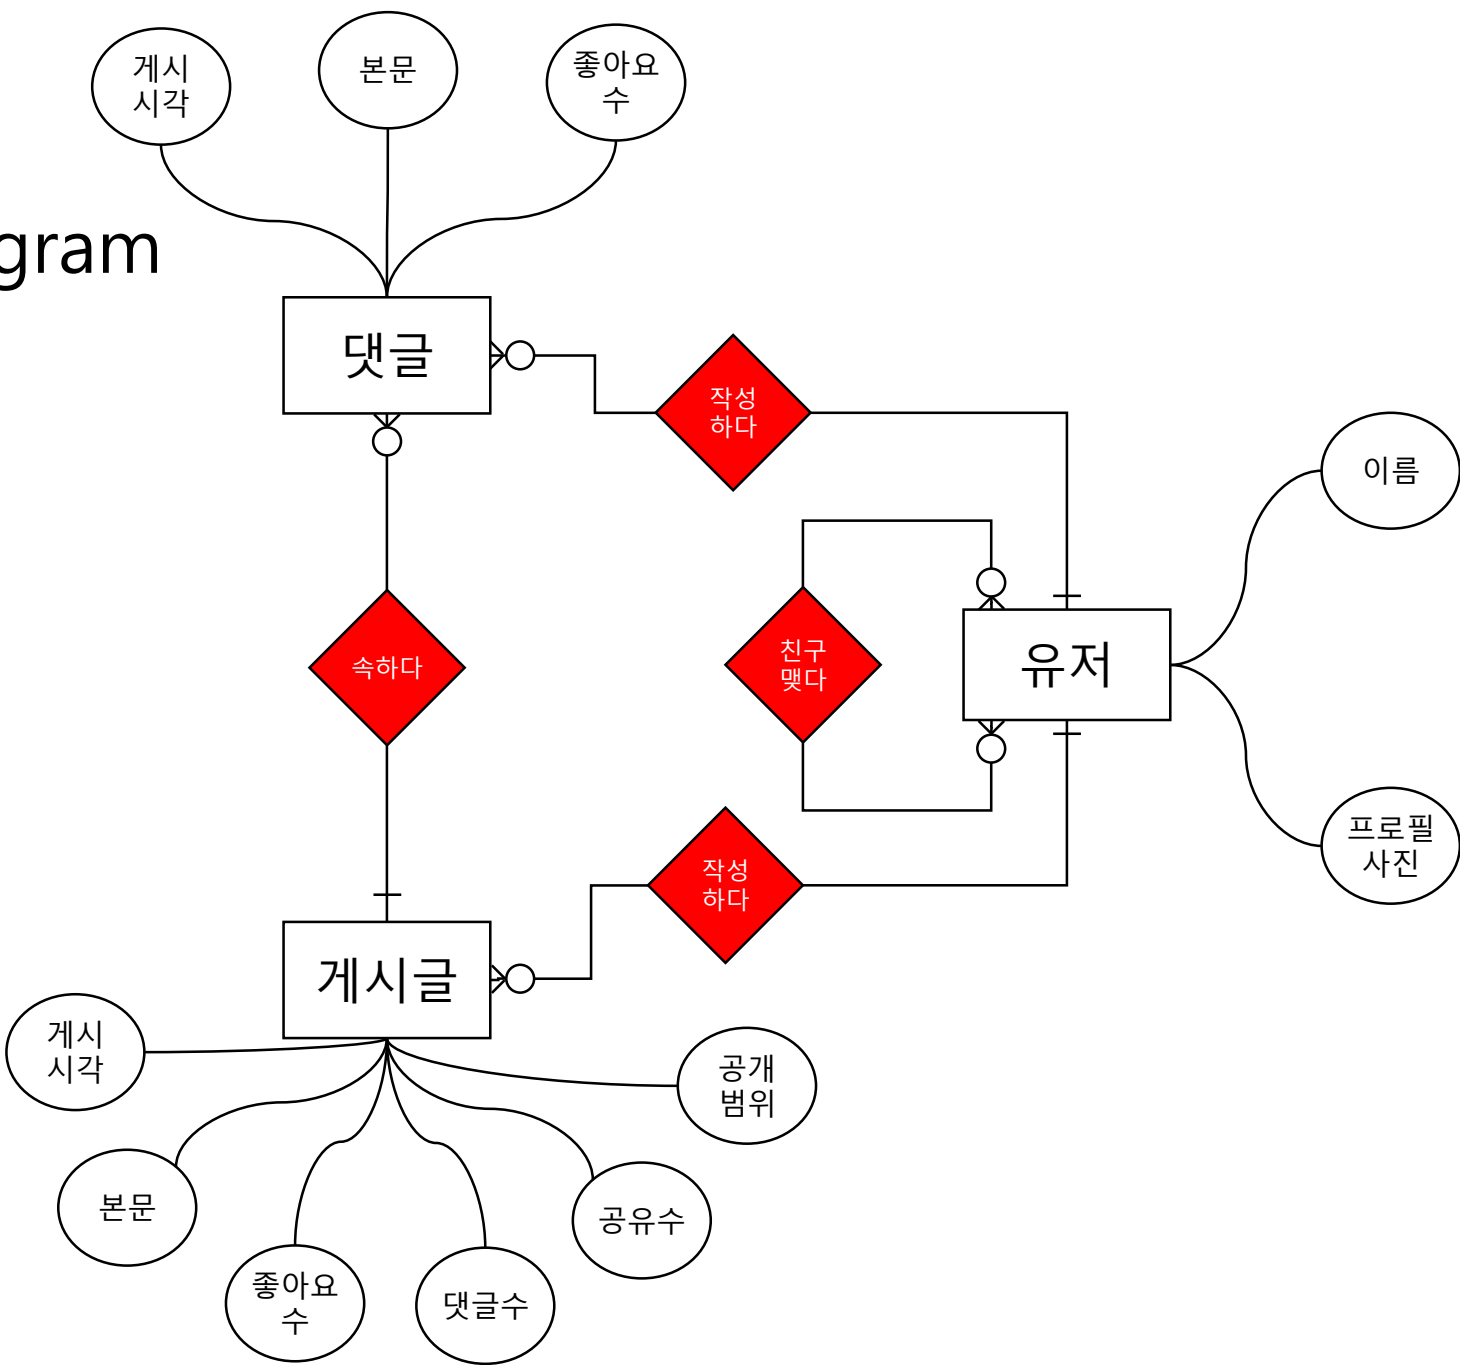 게시
시각
본문
좋아요
수
gram
댓글
작성
하다
이름
친구
맺다
유저
속하다
프로필
사진
작성
하다
게시글
게시
시각
공개
범위
본문
공유수
좋아요
수
댓글수